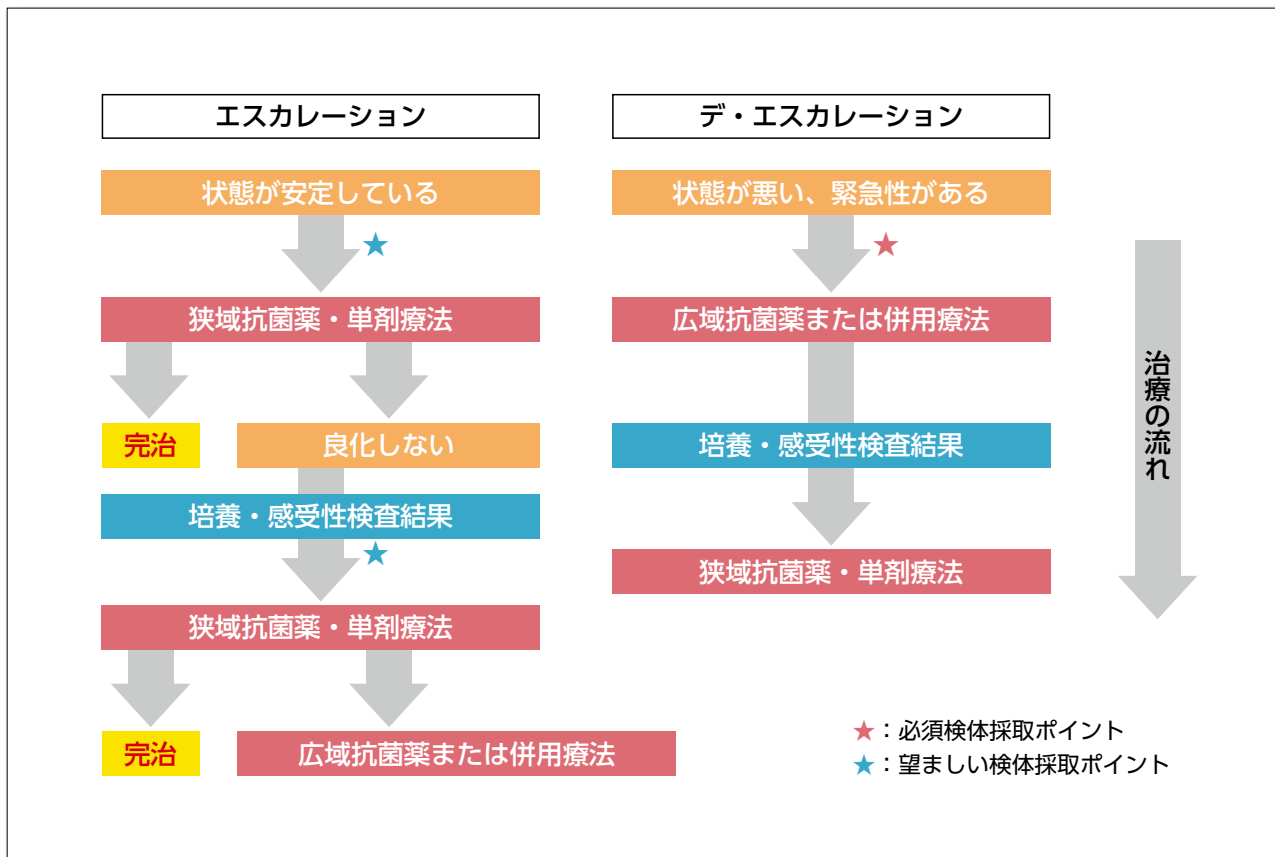 エスカレーション
状態が安定している
★
狭域抗菌薬・単剤療法
完治
良化しない
培養・感受性検査結果
★
狭域抗菌薬・単剤療法
完治
広域抗菌薬または併用療法
デ・エスカレーション
状態が悪い、緊急性がある
★
広域抗菌薬または併用療法
培養・感受性検査結果
狭域抗菌薬・単剤療法
治療の流れ
★：必須検体採取ポイント
★：望ましい検体採取ポイント